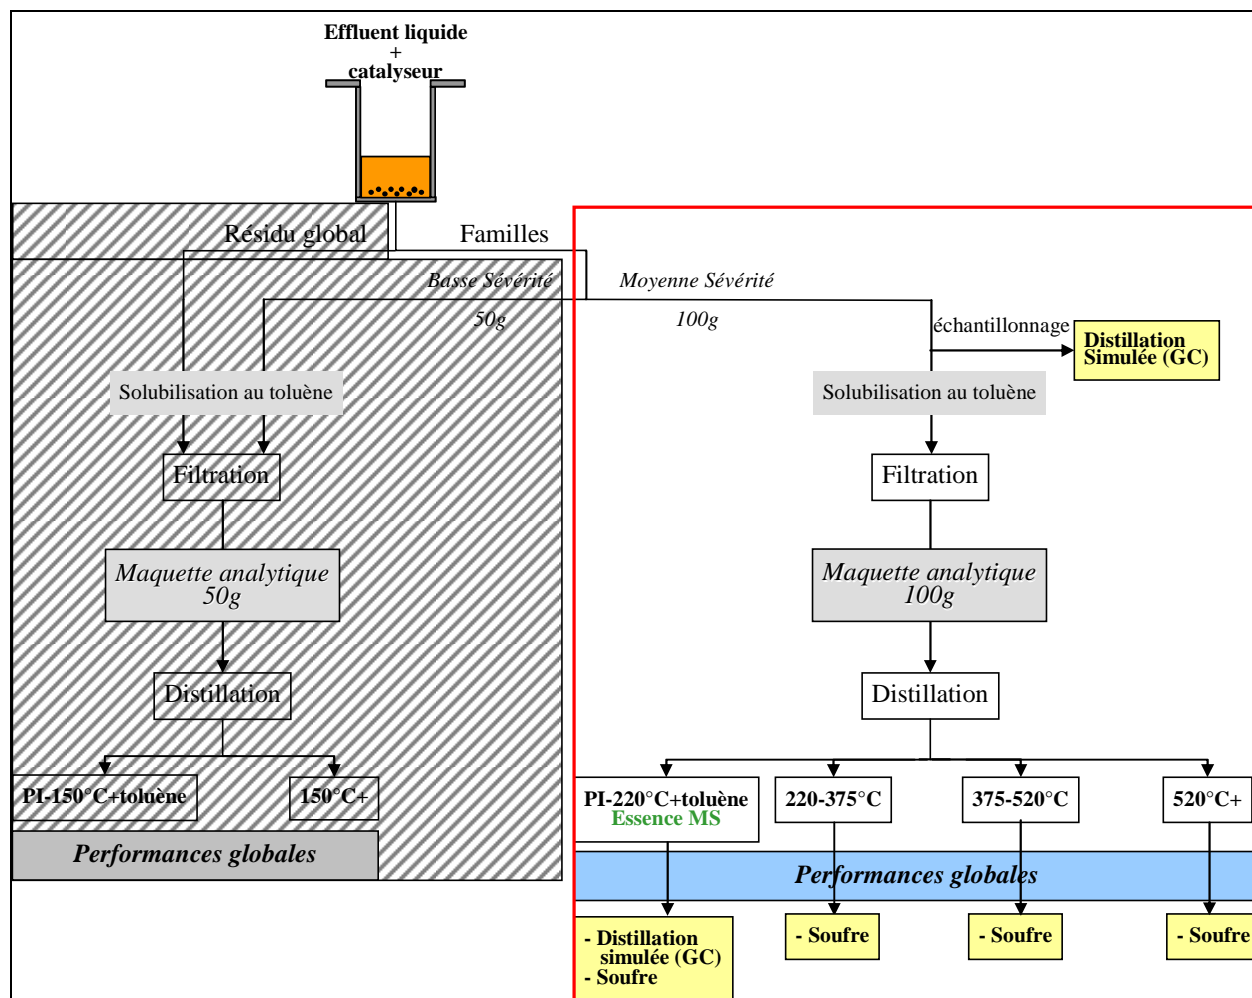 Effluent liquide
+
catalyseur
Résidu global
Familles
Basse Sévérité
Moyenne Sévérité
50g
100g
échantillonnage
Distillation
Simulée (GC)
Solubilisation au toluène
Solubilisation au toluène
Filtration
Filtration
Maquette analytique
50g
Maquette analytique
100g
Distillation
Distillation
PI-150°C+toluène
150°C+
PI-220°C+toluène
Essence MS
220-375°C
375-520°C
520°C+
Performances globales
Performances globales
- Distillation
simulée (GC)
- Soufre
- Soufre
- Soufre
- Soufre